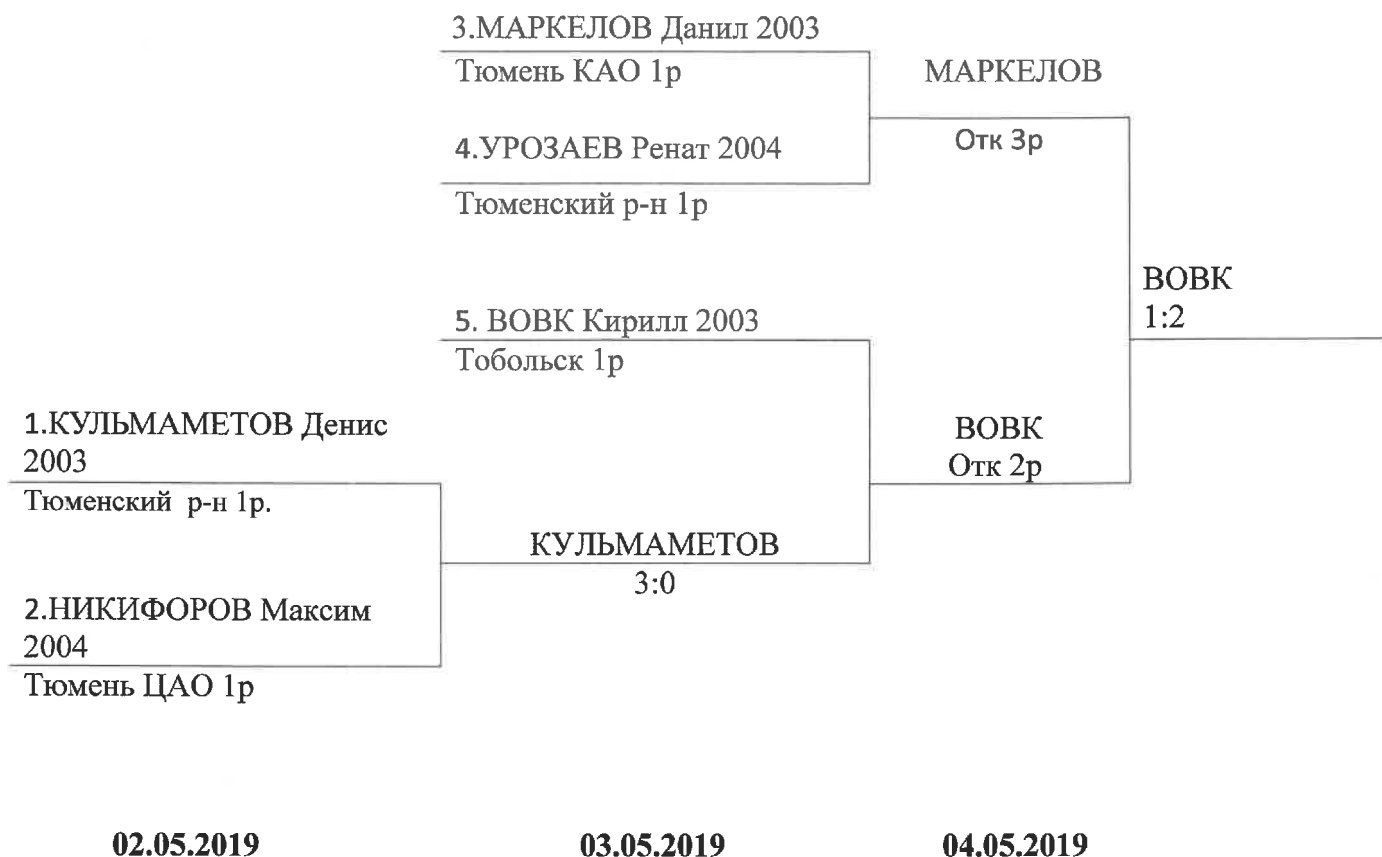 3.МАРКЕЛОВ Данил 2003
Тюмень КАО 1р
МАРКЕЛОВ
Отк 3р
4.УРОЗАЕВ Ренат 2004
Тюменский р-н 1р
ВОВК
1:2
5. ВОВК Кирилл 2003
Тобольск 1р
1.КУЛЬМАМЕТОВ Денис
2003
Тюменский р-н 1р.
ВОВК
Отк 2р
КУЛЬМАМЕТОВ
3:0
2.НИКИФОРОВ Максим
2004
Тюмень ЦАО 1р
02.05.2019
03.05.2019
04.05.2019